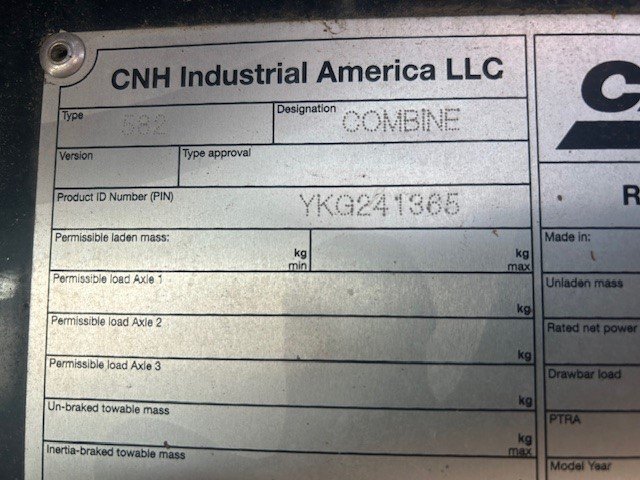 CNH Industrial America LLC
Type
582
Designation
COMBINE
Version
Type approval
Product ID Number (PIN)
YKG241365
Permissible laden mass:
kg
min
kg
max
Permissible load Axle 1
kg
Permissible load Axle 2
kg
Permissible load Axle 3
kg
Un-braked towable mass
kg
Inertia-braked towable mass
kg
max
Made in:
Unladen mass
Rated net power
Drawbar load
PTRA
Model Year